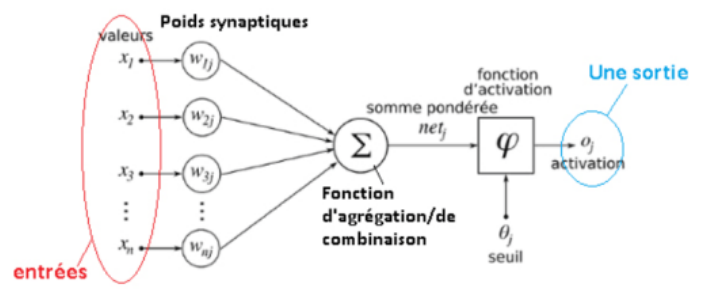 Poids synaptiques
valeurs
x₁
w₁ⱼ
x₂
w₂ⱼ
x₃
w₃ⱼ
⋮ ⋮
xₙ
wₙⱼ
entrées
Σ
Fonction
d'agrégation/de
combinaison
somme pondérée
netⱼ
fonction
d'activation
φ
θⱼ
seuil
Une sortie
oⱼ
activation